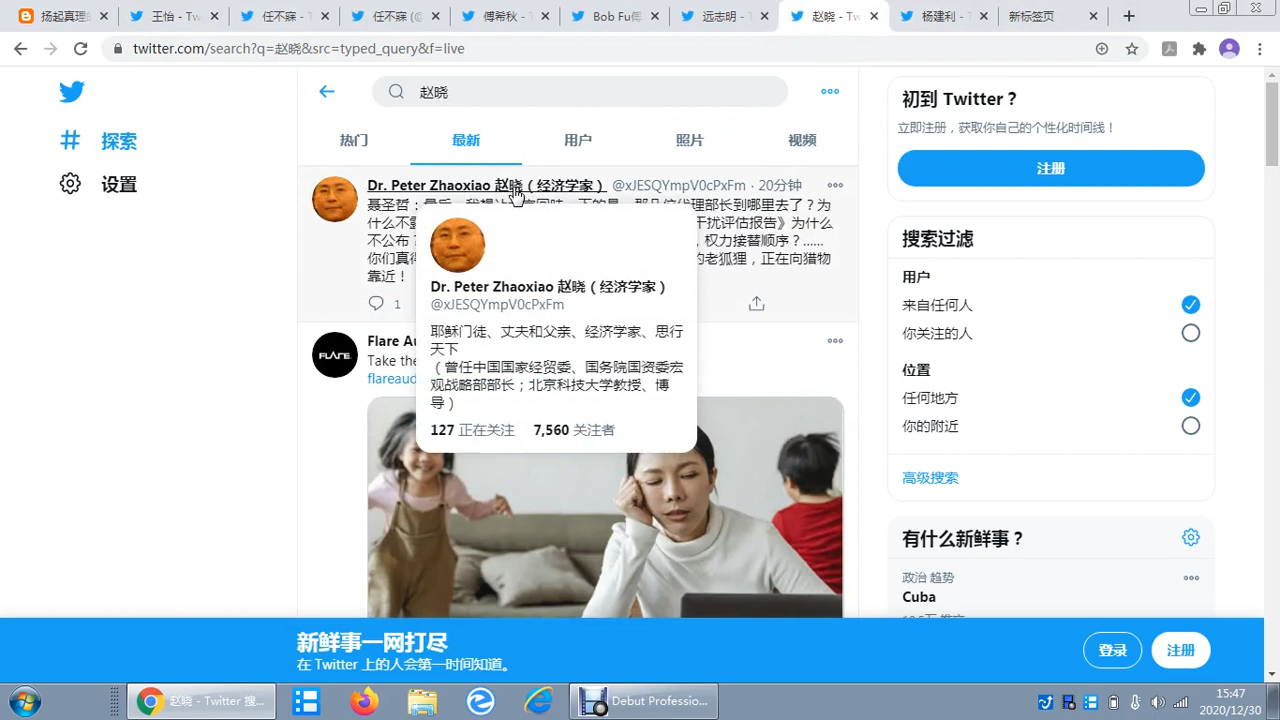 扬起真理
王怡 - Tw
任不寐 -
任不寐 (@
傅希秋 -
Bob Fu傅
远志明 -
赵晓 - Tw
杨建利 -
新标签页
twitter.com/search?q=赵晓&src=typed_query&f=live
赵晓
探索
设置
热门
最新
用户
照片
视频
Dr. Peter Zhaoxiao 赵晓（经济学家） @xJESQYmpV0cPxFm · 20分钟
聂圣哲：最后，我想让
代理部长到哪里去了？为
什么不
干扰评估报告》为什么
不公布？
权力接替顺序？……
你们真
的老狐狸，正在向猎物
靠近！
1
Dr. Peter Zhaoxiao 赵晓（经济学家）
@xJESQYmpV0cPxFm
耶稣门徒、丈夫和父亲、经济学家、思行
天下
（曾任中国国家经贸委、国务院国资委宏
观战略部部长；北京科技大学教授、博
导）
127 正在关注 7,560 关注者
FLARE
Flare Au
Take the
flareaud
初到 Twitter？
立即注册，获取你自己的个性化时间线！
注册
搜索过滤
用户
来自任何人
你关注的人
位置
任何地方
你的附近
高级搜索
有什么新鲜事？
政治 趋势
Cuba
新鲜事一网打尽
在 Twitter 上的人会第一时间知道。
登录
注册
赵晓 - Twitter 搜...
Debut Professio...
15:47
2020/12/30